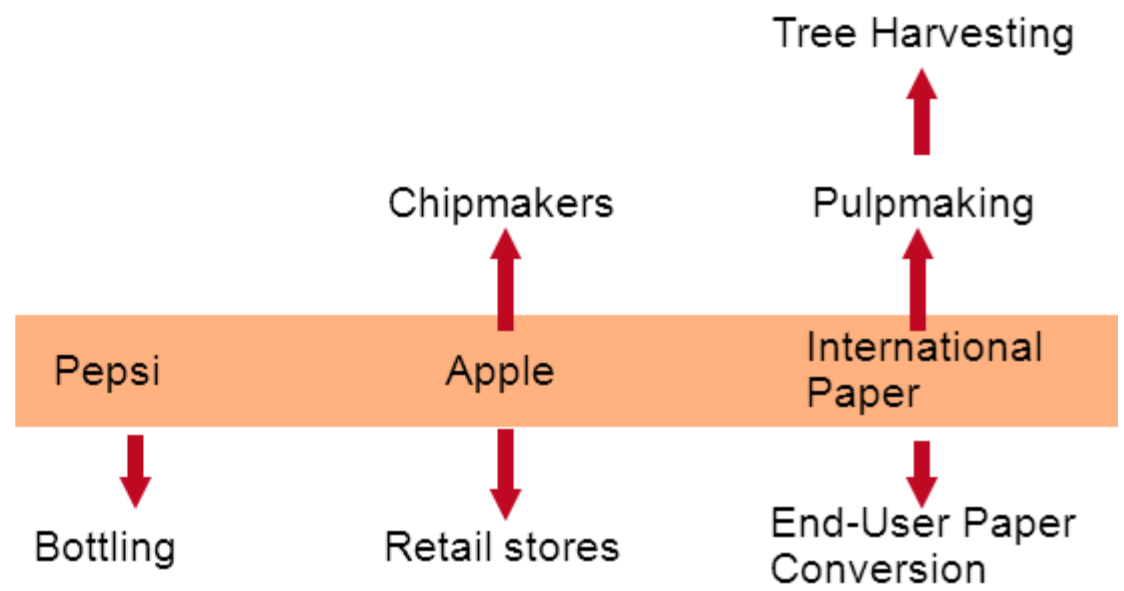 Tree Harvesting
Chipmakers
Pulpmaking
Pepsi
Apple
International
Paper
Bottling
Retail stores
End-User Paper
Conversion